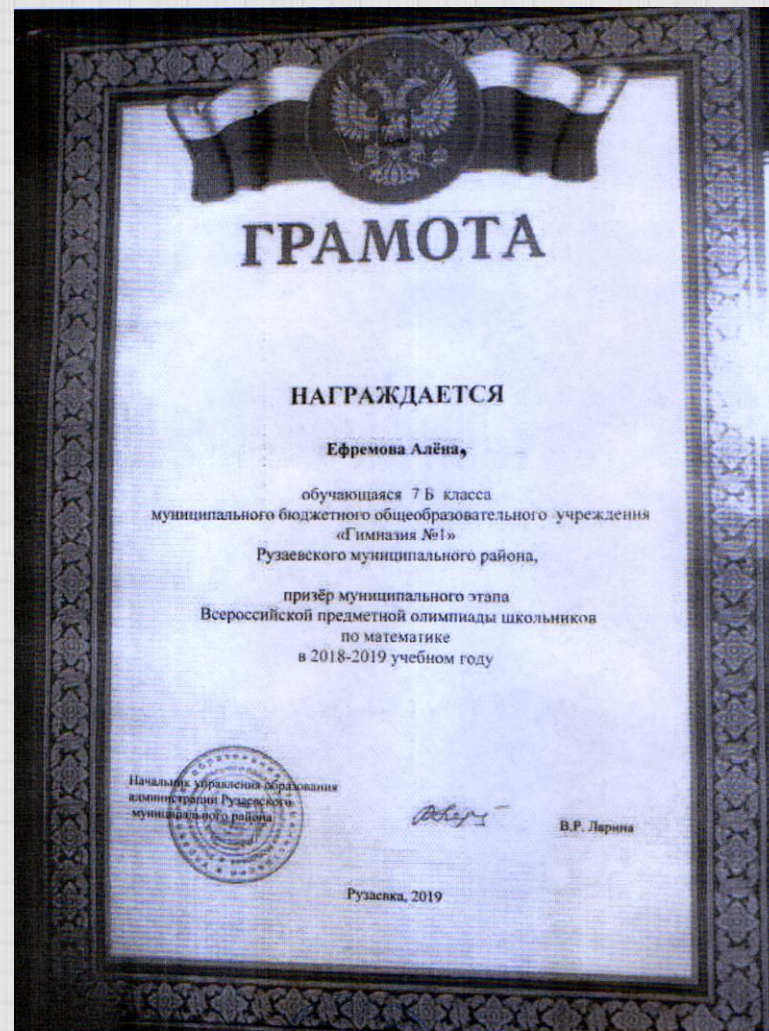 ГРАМОТА
НАГРАЖДАЕТСЯ
Ефремова Алёна,
обучающаяся 7 Б класса
муниципального бюджетного общеобразовательного учреждения
«Гимназия №1»
Рузаевского муниципального района,
призёр муниципального этапа
Всероссийской предметной олимпиады школьников
по математике
в 2018-2019 учебном году
Начальник управления образования
администрации Рузаевского
муниципального района
В.Р. Ларина
Рузаевка, 2019